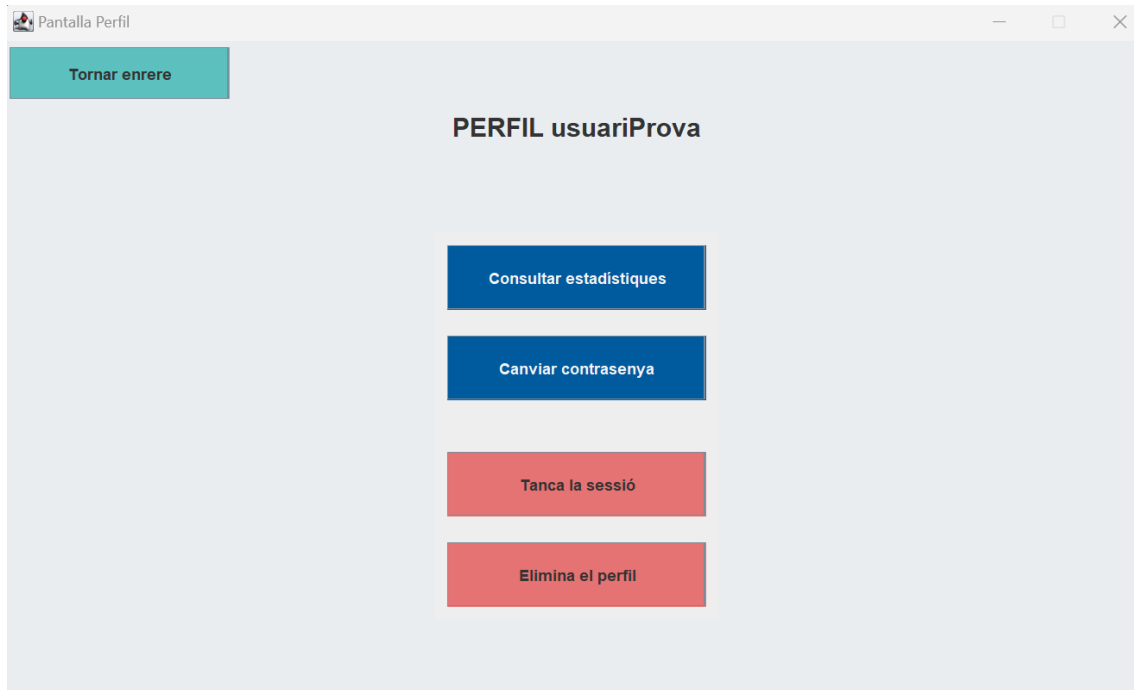 Pantalla Perfil
Tornar enrere
PERFIL usuariProva
Consultar estadístiques
Canviar contrasenya
Tanca la sessió
Elimina el perfil